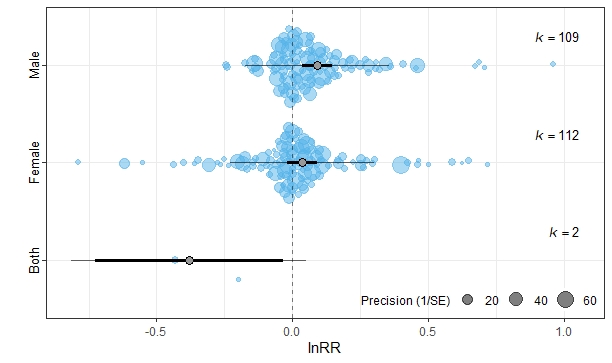 Male
k = 109
Female
k = 112
Both
k = 2
Precision (1/SE) 20 40 60
-0.5 0.0 0.5 1.0
lnRR